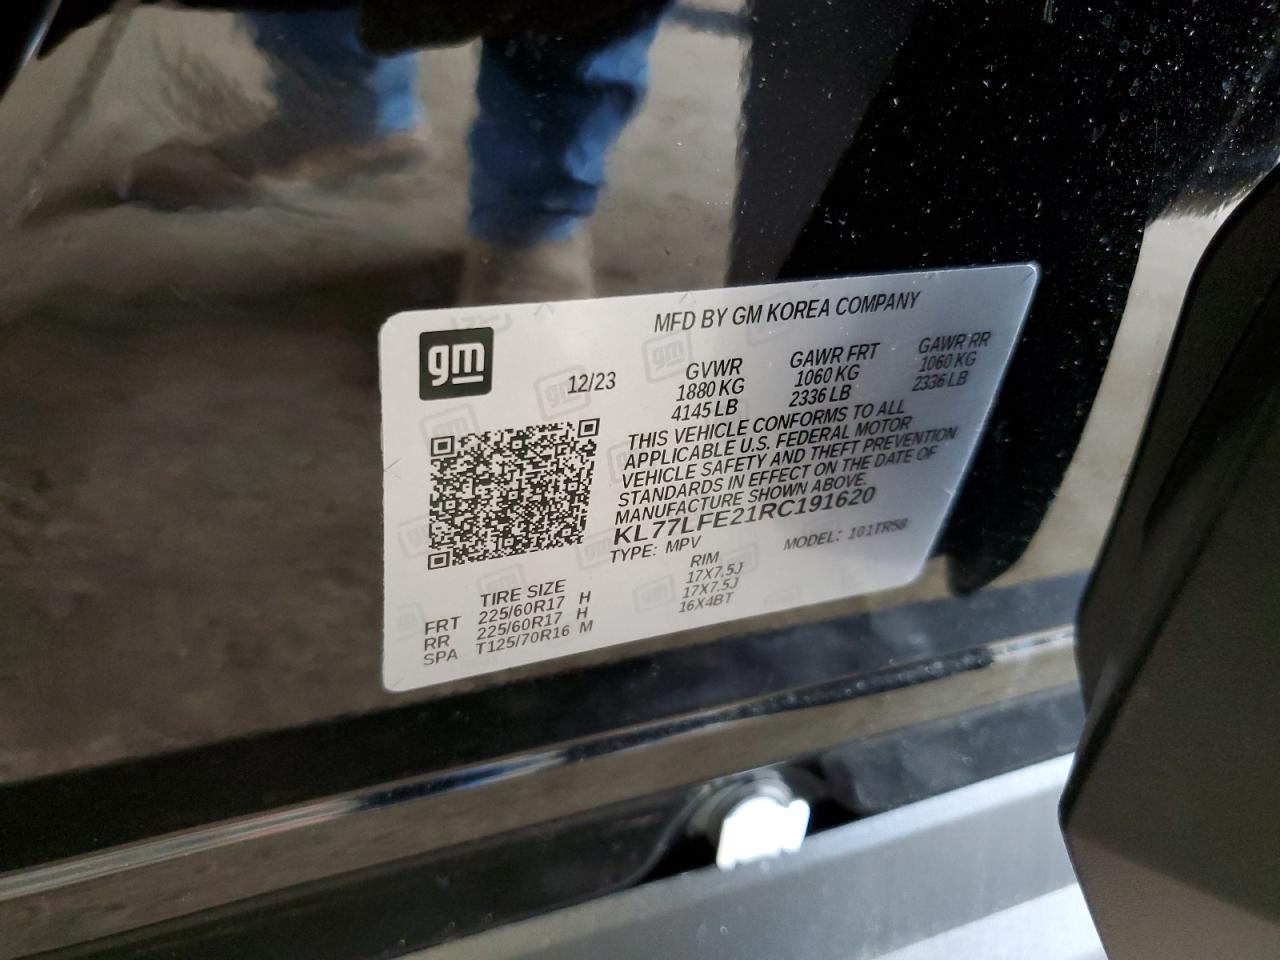 MFD BY GM KOREA COMPANY
gm
12/23
GVWR
1880 KG
4145 LB
GAWR FRT
1060 KG
2336 LB
GAWR RR
1060 KG
2336 LB
THIS VEHICLE CONFORMS TO ALL
APPLICABLE U.S. FEDERAL MOTOR
VEHICLE SAFETY AND THEFT PREVENTION
STANDARDS IN EFFECT ON THE DATE OF
MANUFACTURE SHOWN ABOVE.
KL77LFE21RC191620
TYPE: MPV MODEL: 101TR58
TIRE SIZE RIM
FRT 225/60R17 H 17X7.5J
RR 225/60R17 H 17X7.5J
SPA T125/70R16 M 16X4BT